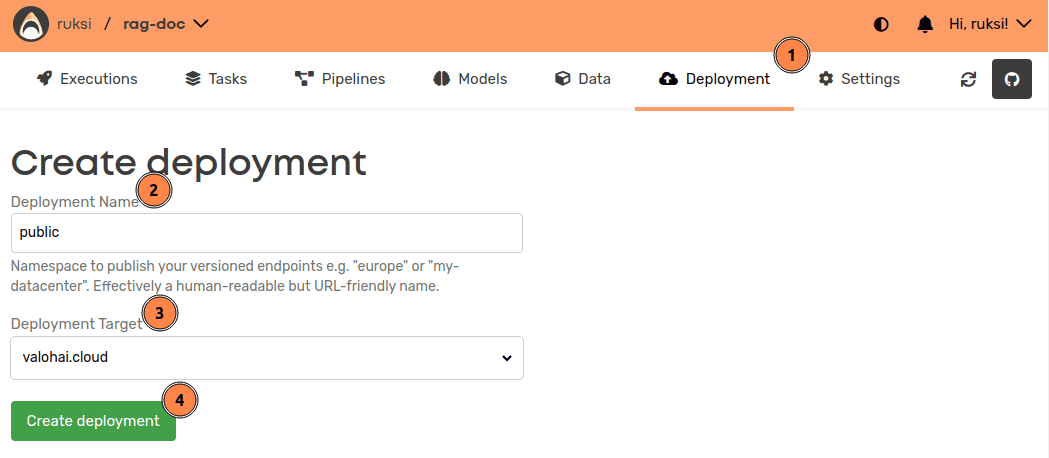 ruksi / rag-doc Hi, ruksi!
Executions Tasks Pipelines Models Data Deployment 1 Settings
Create deployment
Deployment Name 2
public
Namespace to publish your versioned endpoints e.g. "europe" or "my-
datacenter". Effectively a human-readable but URL-friendly name.
Deployment Target 3
valohai.cloud
Create deployment 4